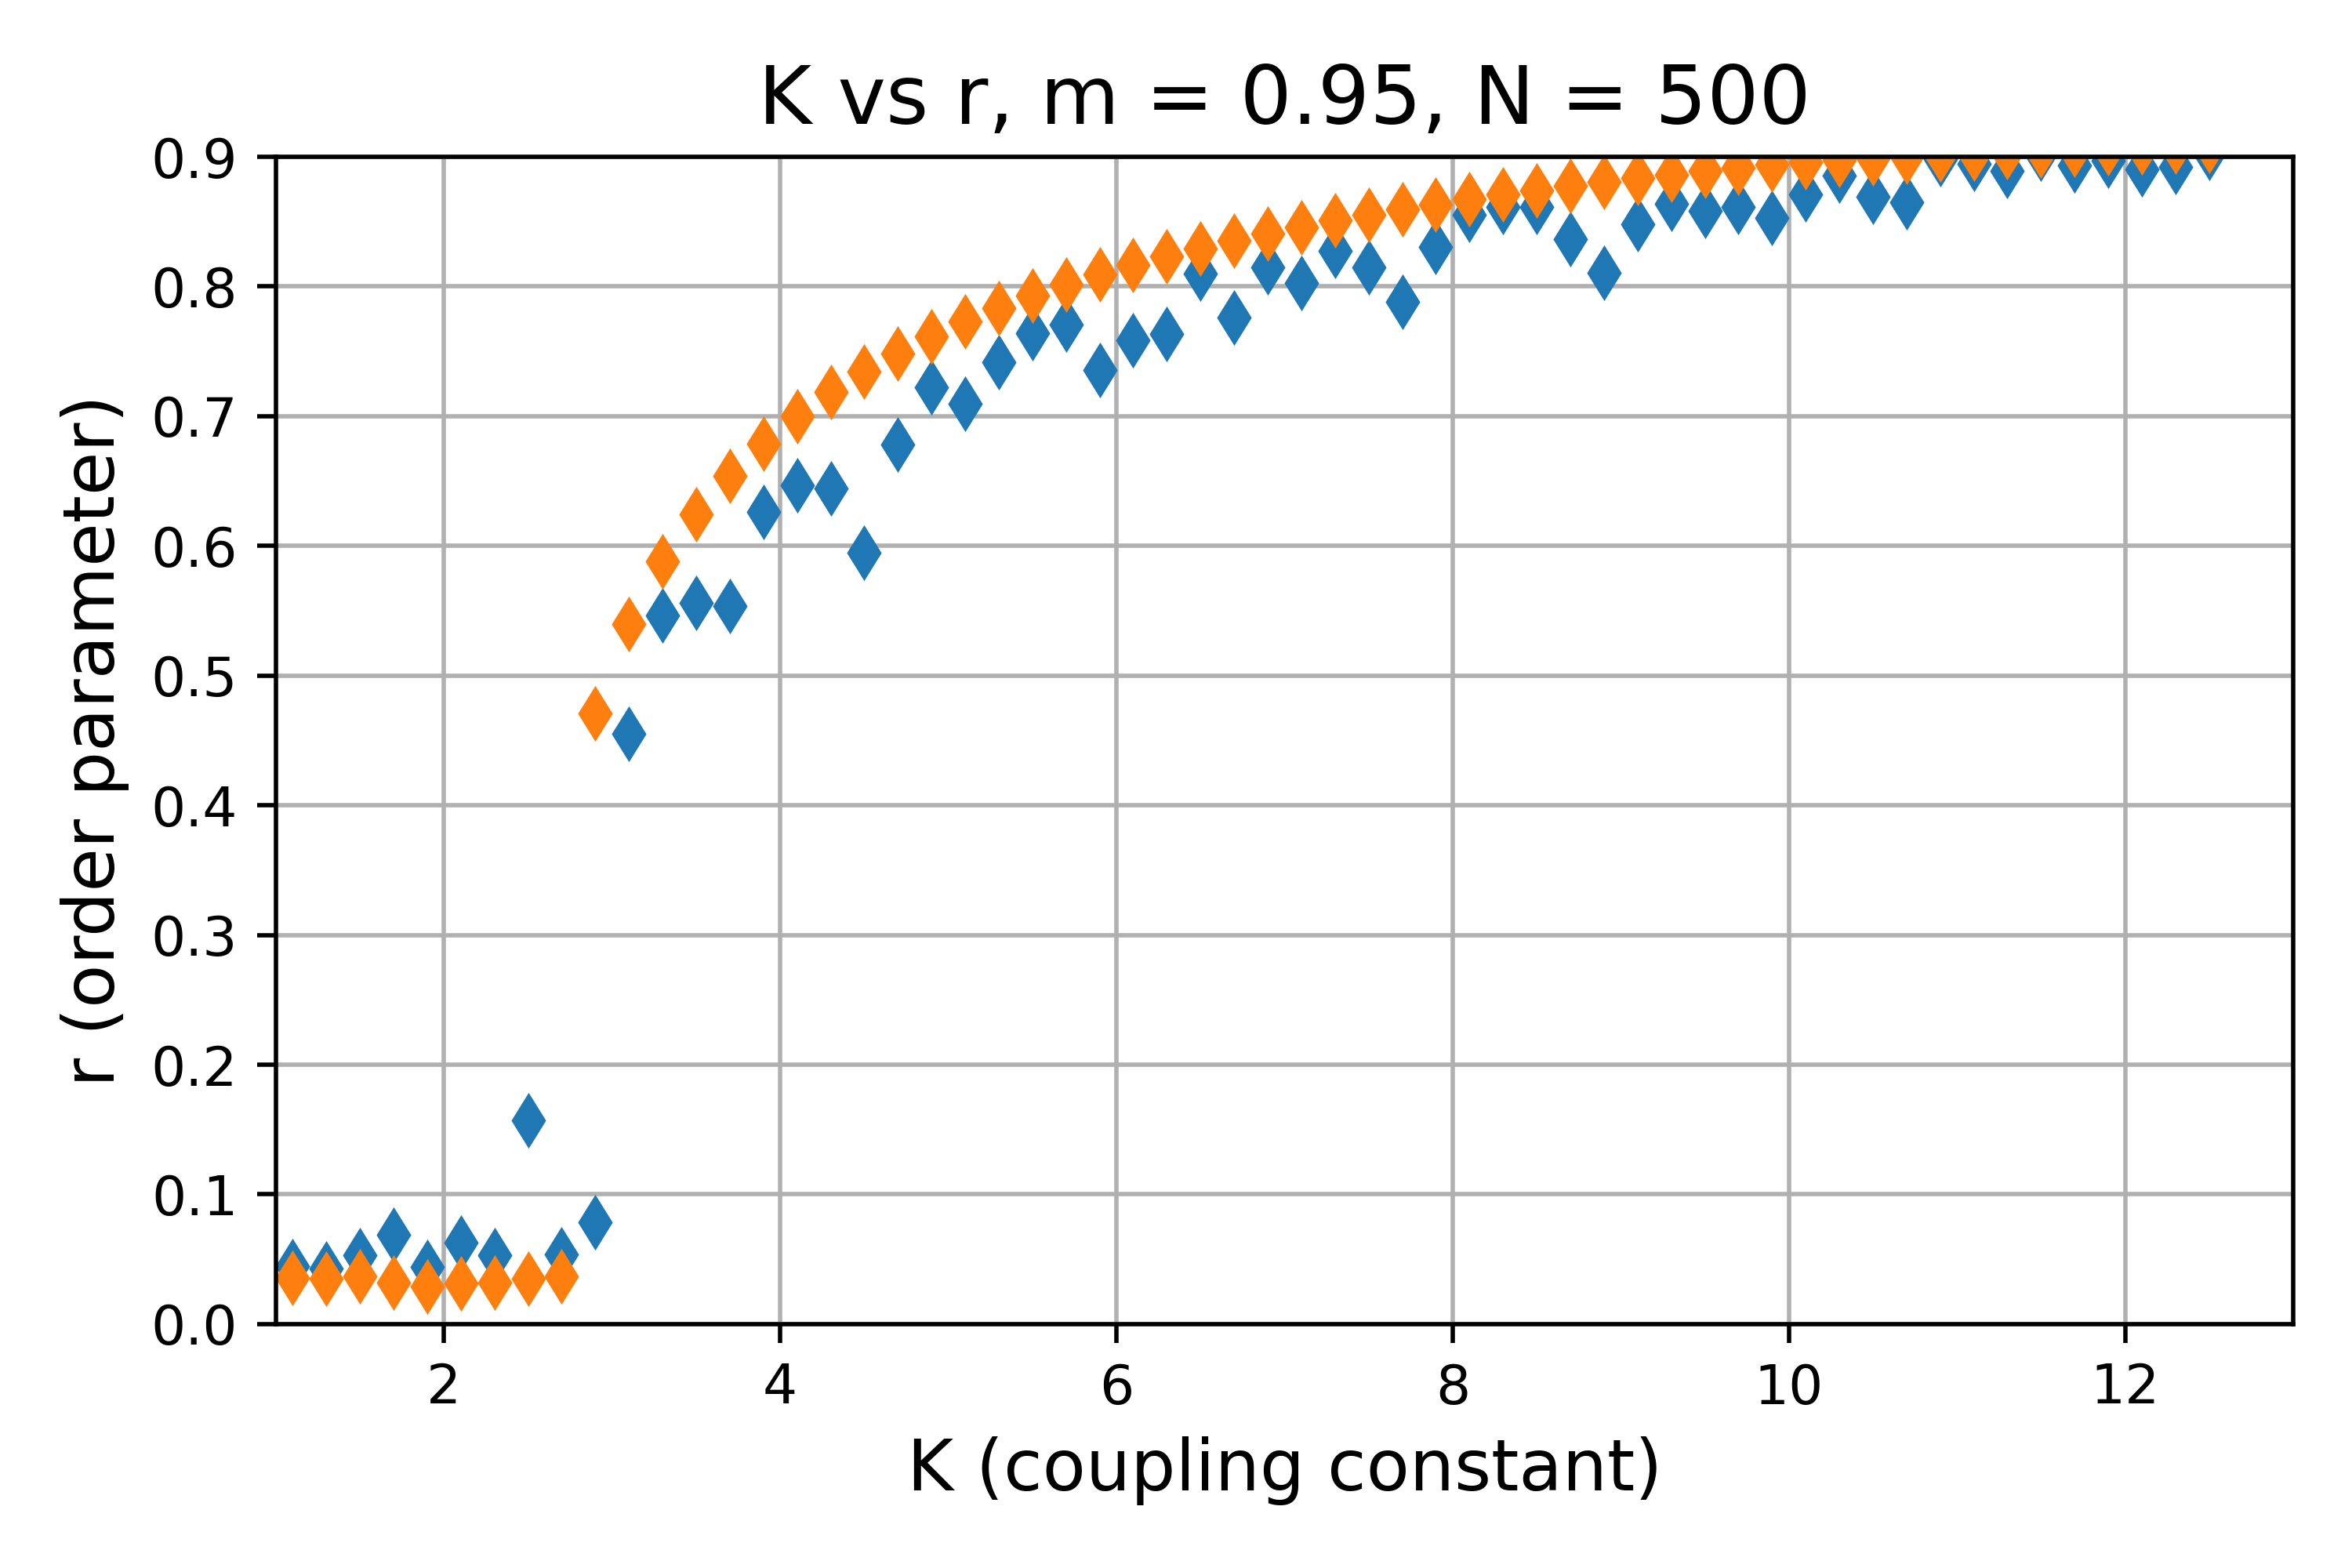 K vs r, m = 0.95, N = 500
0.9
0.8
0.7
0.6
0.5
0.4
0.3
0.2
0.1
0.0
r (order parameter)
2 4 6 8 10 12
K (coupling constant)